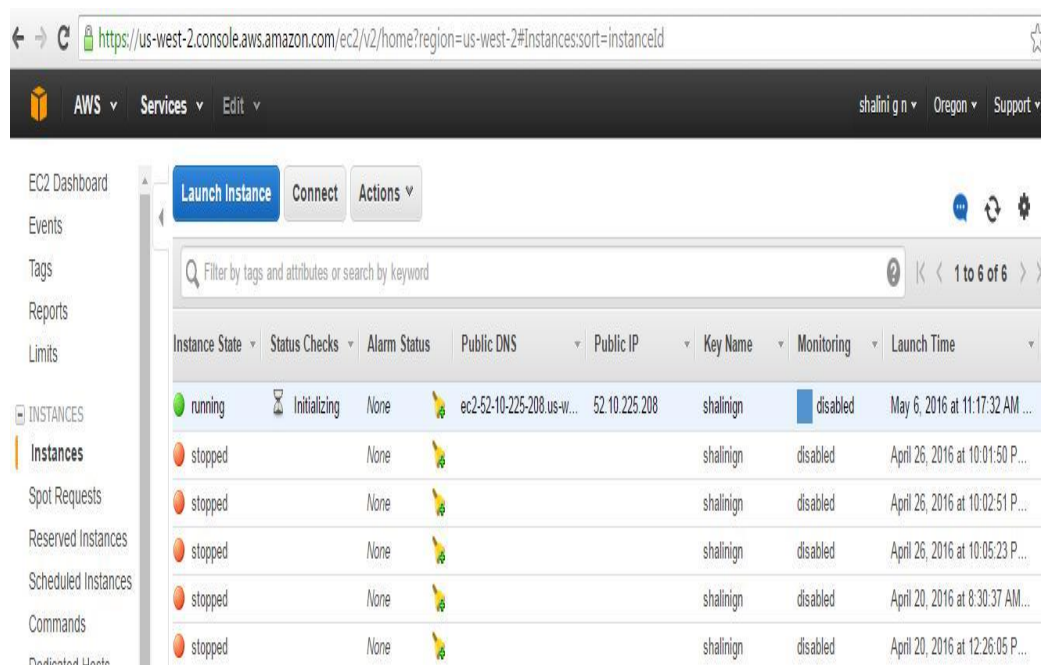 https://us-west-2.console.aws.amazon.com/ec2/v2/home?region=us-west-2#Instances:sort=instanceId
AWS Services Edit shalini g n Oregon Support
EC2 Dashboard
Events
Tags
Reports
Limits
INSTANCES
Instances
Spot Requests
Reserved Instances
Scheduled Instances
Commands
Dedicated Hosts
Launch Instance Connect Actions
Filter by tags and attributes or search by keyword 1 to 6 of 6
Instance State Status Checks Alarm Status Public DNS Public IP Key Name Monitoring Launch Time
running Initializing None ec2-52-10-225-208.us-w... 52.10.225.208 shalinign disabled May 6, 2016 at 11:17:32 AM ...
stopped None shalinign disabled April 26, 2016 at 10:01:50 P...
stopped None shalinign disabled April 26, 2016 at 10:02:51 P...
stopped None shalinign disabled April 26, 2016 at 10:05:23 P...
stopped None shalinign disabled April 20, 2016 at 8:30:37 AM...
stopped None shalinign disabled April 20, 2016 at 12:26:05 P...